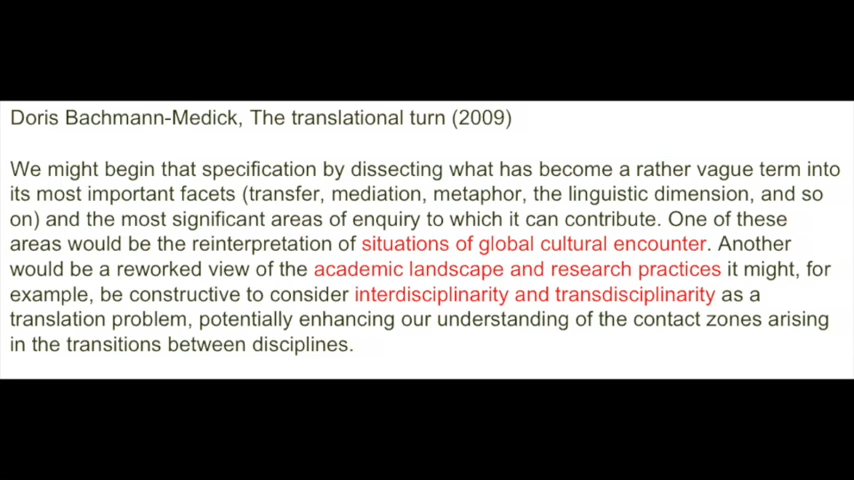 Doris Bachmann-Medick, The translational turn (2009)
We might begin that specification by dissecting what has become a rather vague term into
its most important facets (transfer, mediation, metaphor, the linguistic dimension, and so
on) and the most significant areas of enquiry to which it can contribute. One of these
areas would be the reinterpretation of situations of global cultural encounter. Another
would be a reworked view of the academic landscape and research practices it might, for
example, be constructive to consider interdisciplinarity and transdisciplinarity as a
translation problem, potentially enhancing our understanding of the contact zones arising
in the transitions between disciplines.